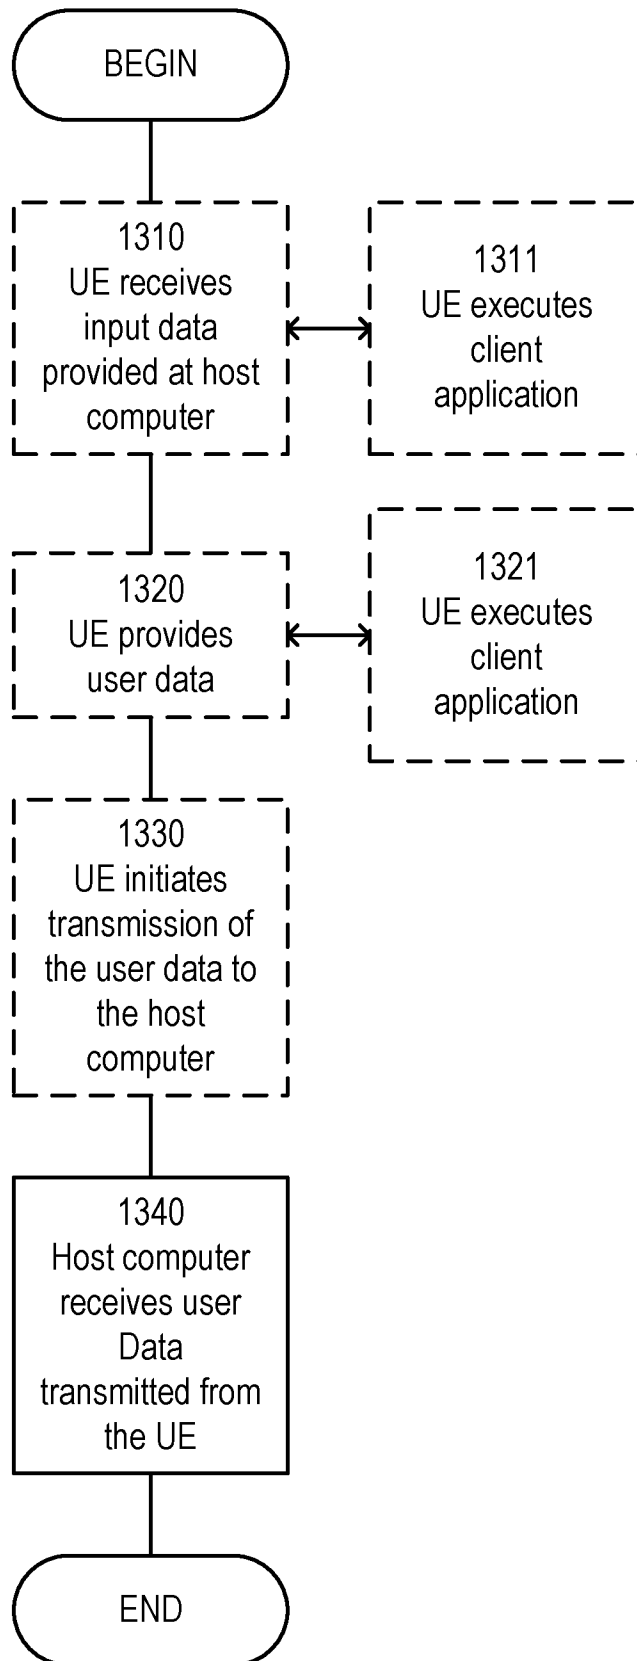 BEGIN
1310
UE receives
input data
provided at host
computer
1311
UE executes
client
application
1320
UE provides
user data
1321
UE executes
client
application
1330
UE initiates
transmission of
the user data to
the host
computer
1340
Host computer
receives user
Data
transmitted from
the UE
END